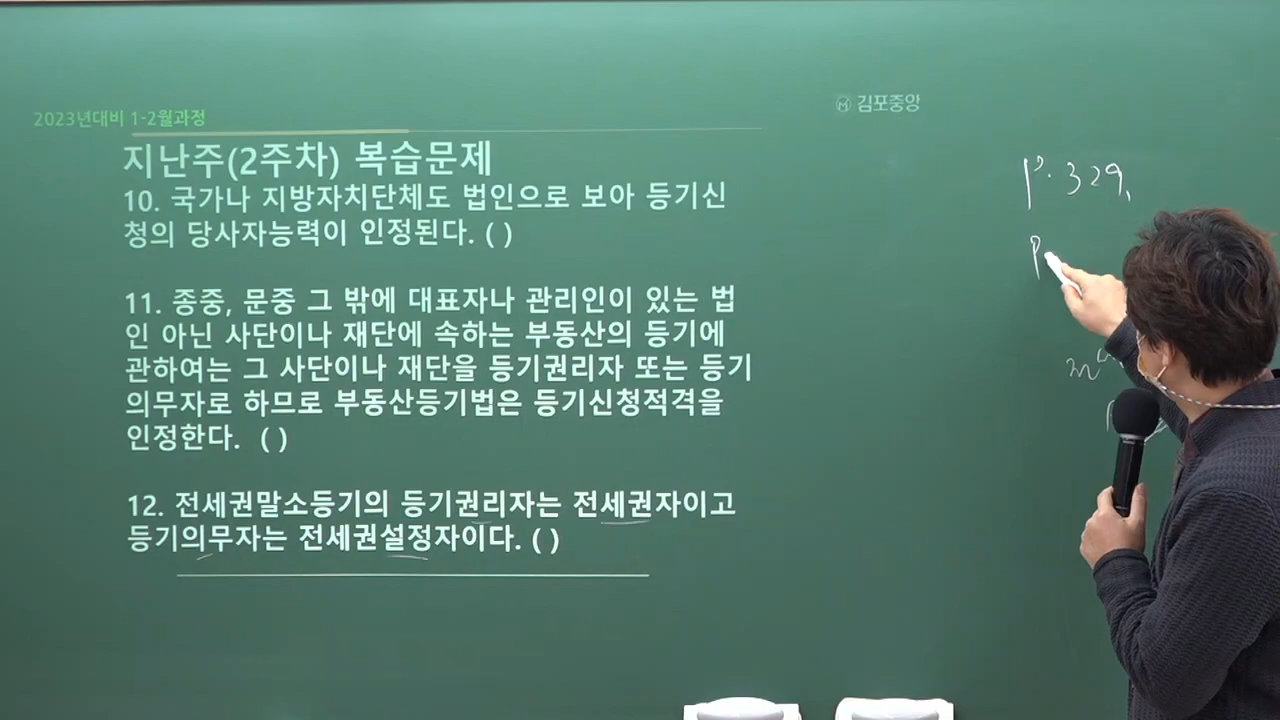 2023년대비 1-2월과정
김포중앙
지난주(2주차) 복습문제
10. 국가나 지방자치단체도 법인으로 보아 등기신
청의 당사자능력이 인정된다. ( )
11. 종중, 문중 그 밖에 대표자나 관리인이 있는 법
인 아닌 사단이나 재단에 속하는 부동산의 등기에
관하여는 그 사단이나 재단을 등기권리자 또는 등기
의무자로 하므로 부동산등기법은 등기신청적격을
인정한다. ( )
12. 전세권말소등기의 등기권리자는 전세권자이고
등기의무자는 전세권설정자이다. ( )
P. 329,
P